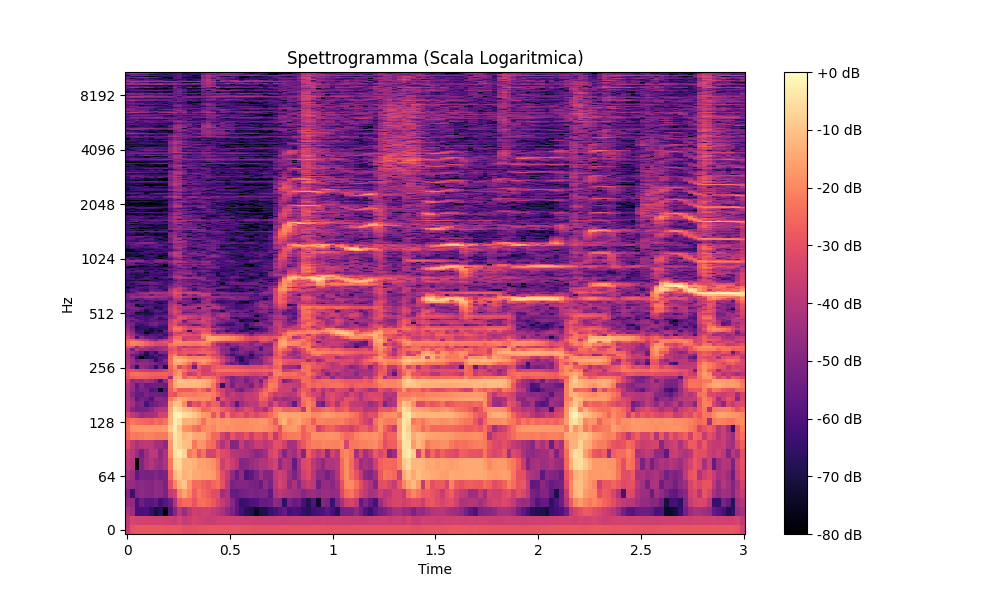 Spettrogramma (Scala Logaritmica)
Hz
8192
4096
2048
1024
512
256
128
64
0
0
0.5
1
1.5
2
2.5
3
Time
+0 dB
-10 dB
-20 dB
-30 dB
-40 dB
-50 dB
-60 dB
-70 dB
-80 dB